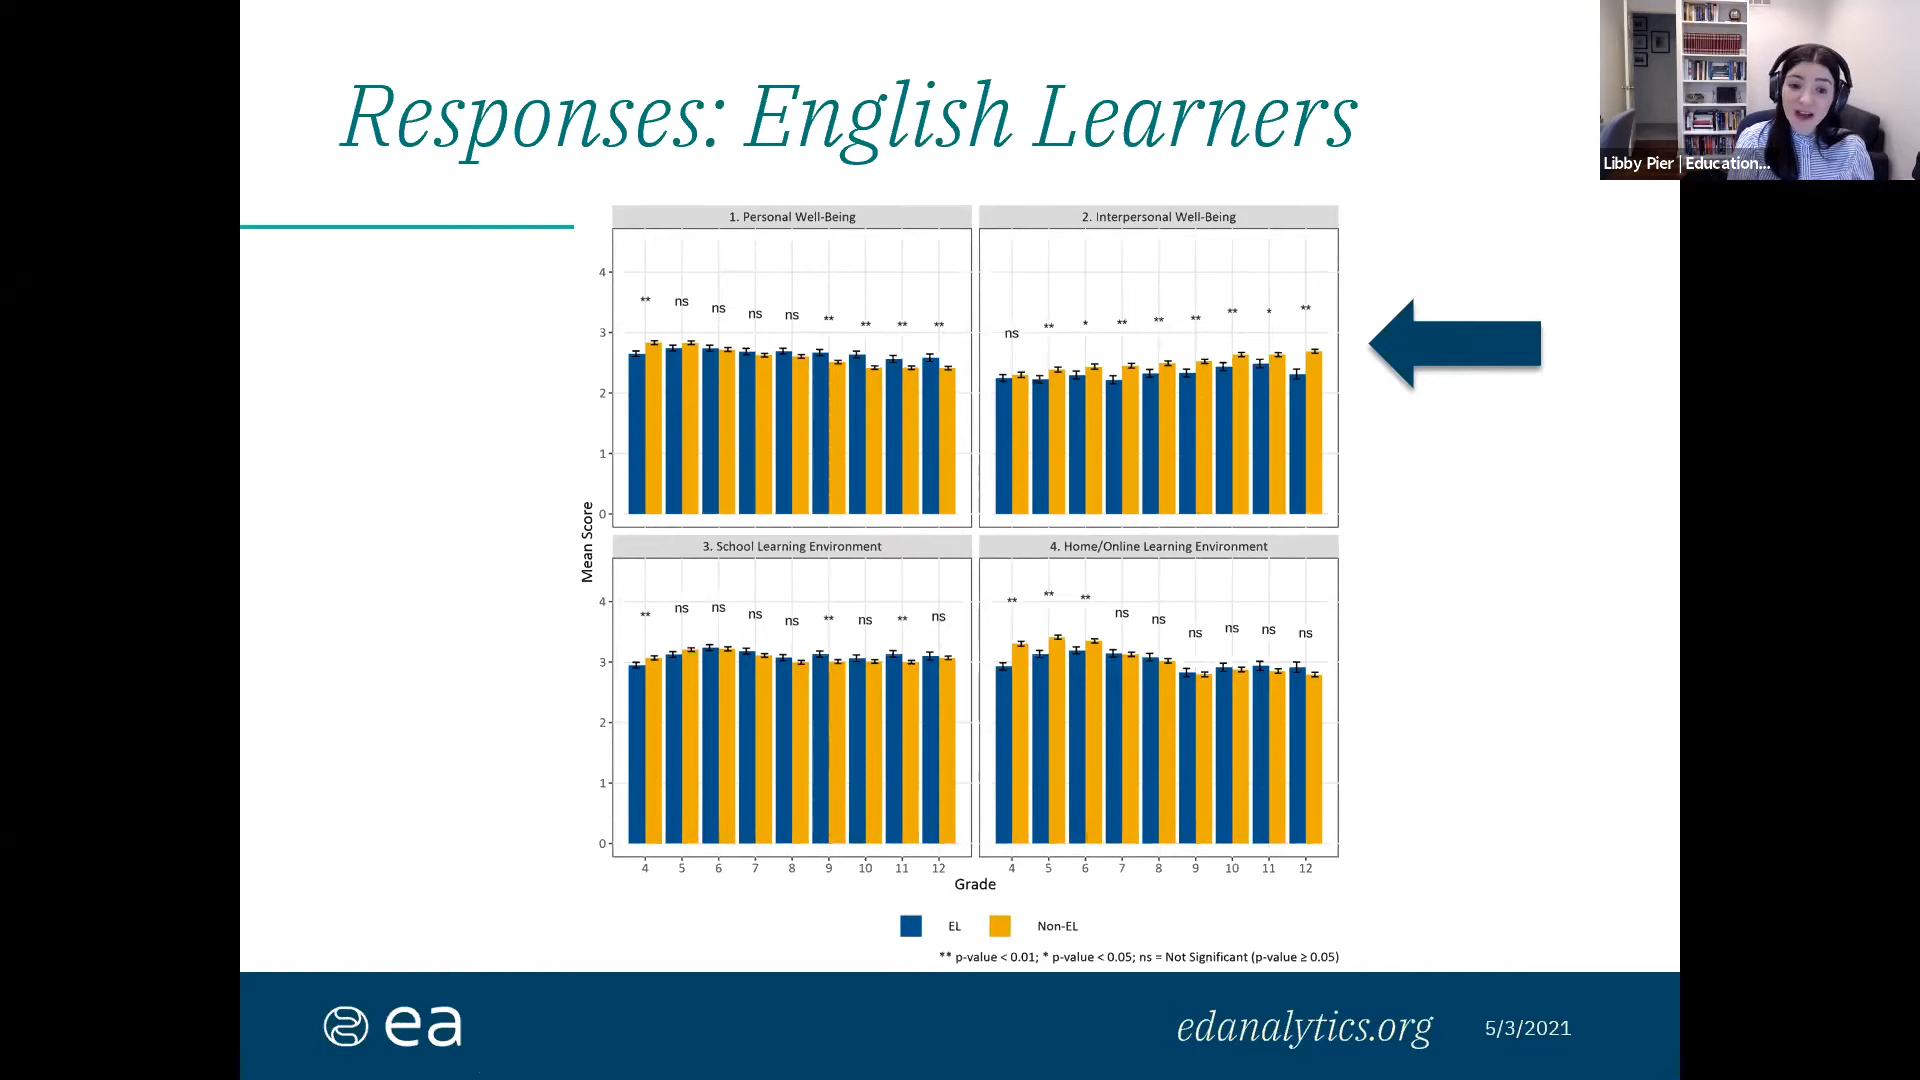 Responses: English Learners
Libby Pier | Education...
1. Personal Well-Being
2. Interpersonal Well-Being
4
3
2
1
0
** ns ns ns ns ** ** ** **
ns ** * ** ** ** ** * **
Mean Score
3. School Learning Environment
4. Home/Online Learning Environment
4
3
2
1
0
** ns ns ns ns ** ns ** ns
** ** ** ns ns ns ns ns ns
4 5 6 7 8 9 10 11 12
4 5 6 7 8 9 10 11 12
Grade
EL Non-EL
** p-value < 0.01; * p-value < 0.05; ns = Not Significant (p-value ≥ 0.05)
ea
edanalytics.org
5/3/2021